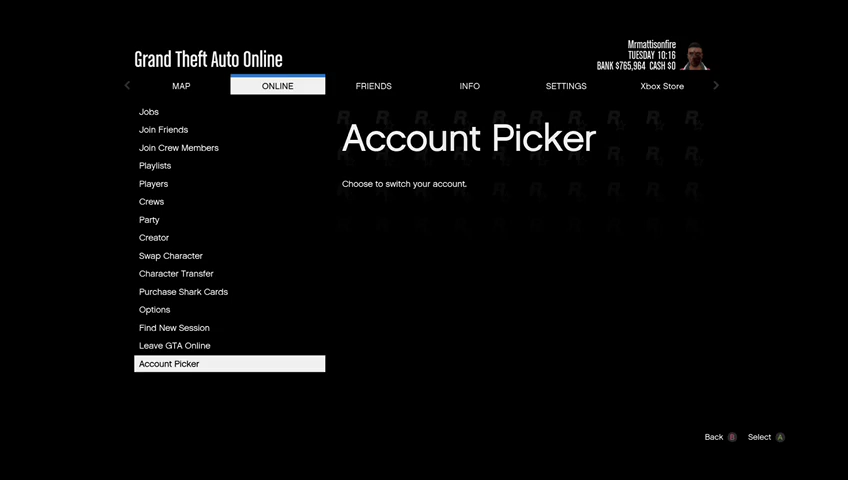 Grand Theft Auto Online
Mrmattisonfire
TUESDAY 10:16
BANK $765,964 CASH $0
MAP
ONLINE
FRIENDS
INFO
SETTINGS
Xbox Store
Jobs
Join Friends
Join Crew Members
Playlists
Players
Crews
Party
Creator
Swap Character
Character Transfer
Purchase Shark Cards
Options
Find New Session
Leave GTA Online
Account Picker
Account Picker
Choose to switch your account.
Back B
Select A